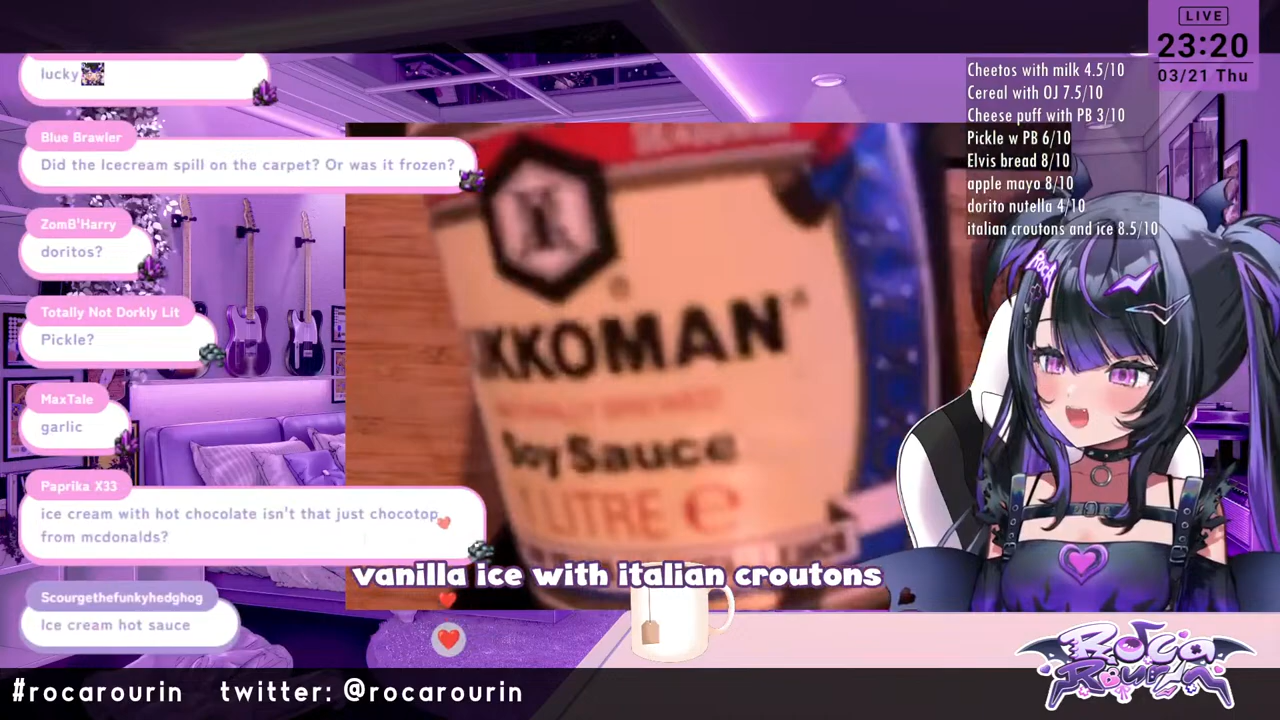 LIVE
23:20
03/21 Thu
lucky
Blue Brawler
Did the Icecream spill on the carpet? Or was it frozen?
ZomB'Harry
doritos?
Totally Not Dorkly Lit
Pickle?
MaxTale
garlic
Paprika X33
ice cream with hot chocolate isn't that just chocotop
from mcdonalds?
Scourgethefunkyhedghog
Ice cream hot sauce
Cheetos with milk 4.5/10
Cereal with OJ 7.5/10
Cheese puff with PB 3/10
Pickle w PB 6/10
Elvis bread 8/10
apple mayo 8/10
dorito nutella 4/10
italian croutons and ice 8.5/10
Rock
KKOMAN
Soy Sauce
1 LITRE e
vanilla ice with italian croutons
Roca
Rourin
#rocarourin twitter: @rocarourin